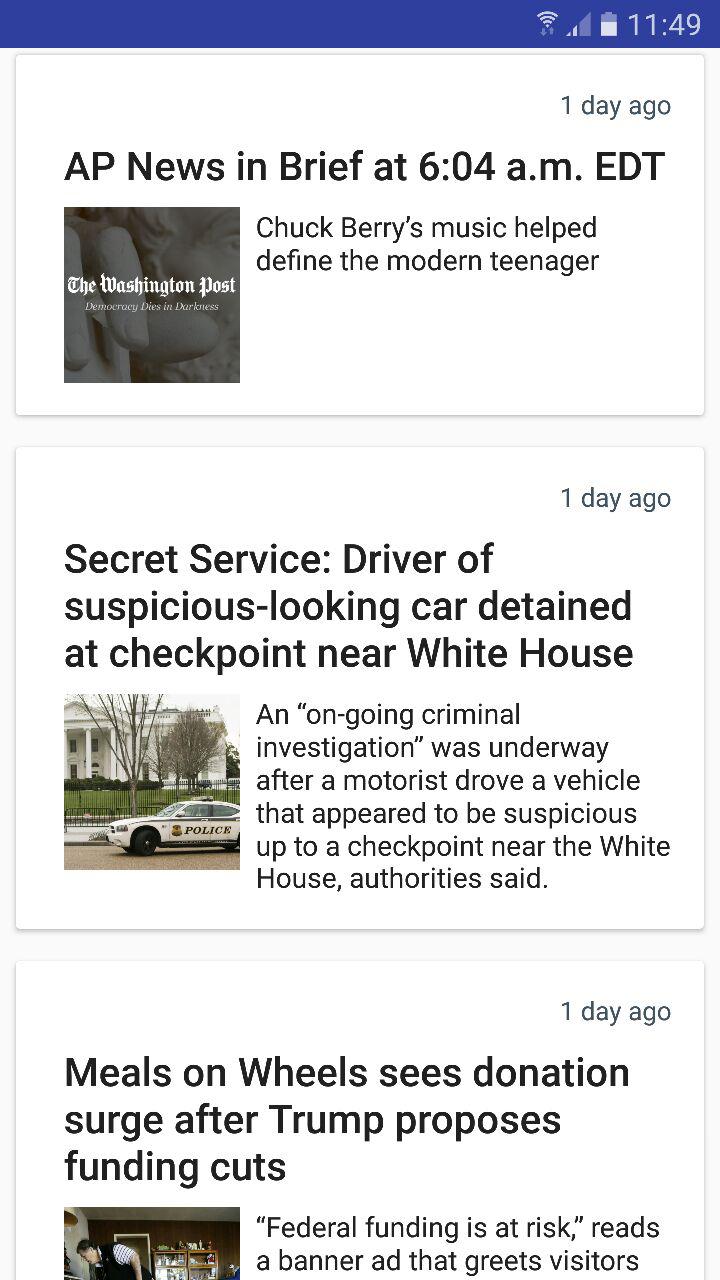 11:49
1 day ago
AP News in Brief at 6:04 a.m. EDT
The Washington Post
Democracy Dies in Darkness
Chuck Berry’s music helped
define the modern teenager
1 day ago
Secret Service: Driver of
suspicious-looking car detained
at checkpoint near White House
POLICE
An “on-going criminal
investigation” was underway
after a motorist drove a vehicle
that appeared to be suspicious
up to a checkpoint near the White
House, authorities said.
1 day ago
Meals on Wheels sees donation
surge after Trump proposes
funding cuts
“Federal funding is at risk,” reads
a banner ad that greets visitors